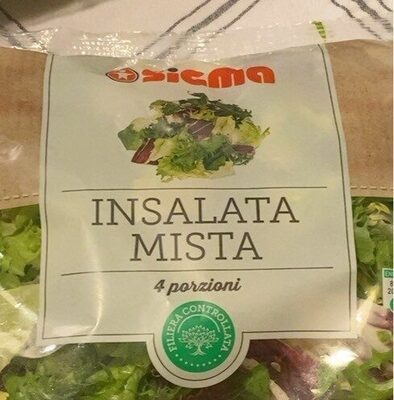 sigma
INSALATA
MISTA
4 porzioni
FILIERA CONTROLLATA